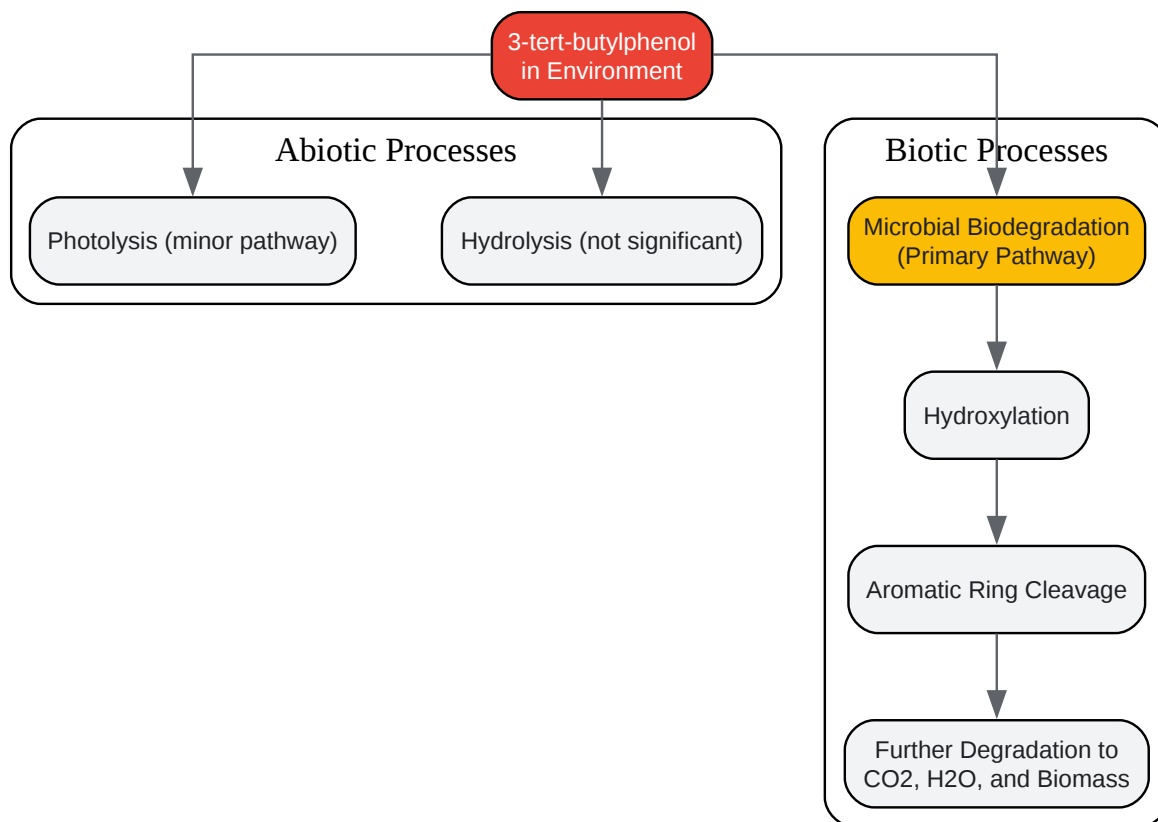 3-tert-butylphenol
in Environment
Abiotic Processes
Biotic Processes
Photolysis (minor pathway)
Hydrolysis (not significant)
Microbial Biodegradation
(Primary Pathway)
Hydroxylation
Aromatic Ring Cleavage
Further Degradation to
CO2, H2O, and Biomass